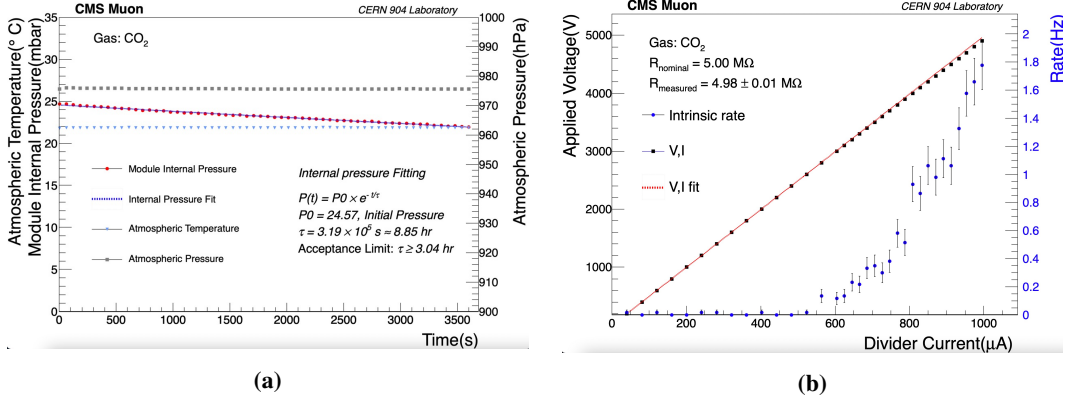 CMS Muon
CERN 904 Laboratory
Gas: CO2
Atmospheric Temperature(° C)
Module Internal Pressure(mbar)
Atmospheric Pressure(hPa)
35
30
25
20
15
10
5
0
1000
990
980
970
960
950
940
930
920
910
900
Module Internal Pressure
Internal Pressure Fit
Atmospheric Temperature
Atmospheric Pressure
Internal pressure Fitting
P(t) = P0 × e^-t/τ
P0 = 24.57, Initial Pressure
τ = 3.19 × 10^5 s ≈ 8.85 hr
Acceptance Limit: τ ≥ 3.04 hr
0 500 1000 1500 2000 2500 3000 3500
Time(s)
(a)
CMS Muon
CERN 904 Laboratory
Applied Voltage(V)
Rate(Hz)
5000
4000
3000
2000
1000
2
1.8
1.6
1.4
1.2
1
0.8
0.6
0.4
0.2
0
Gas: CO2
Rnominal = 5.00 MΩ
Rmeasured = 4.98 ± 0.01 MΩ
Intrinsic rate
V,I
V,I fit
0 200 400 600 800 1000
Divider Current(μA)
(b)